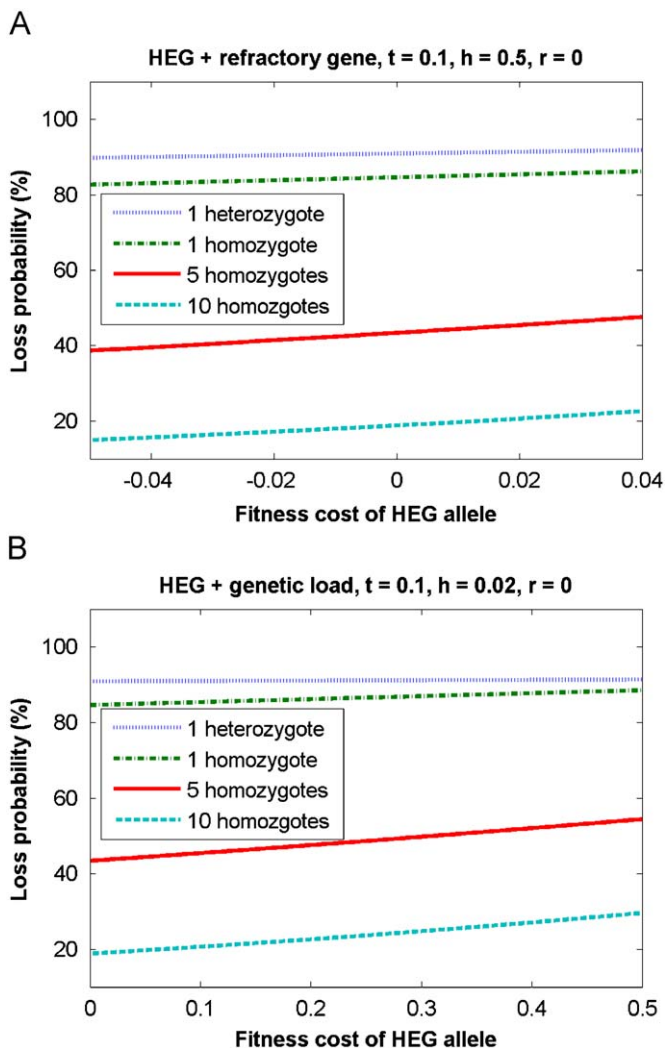 A
HEG + refractory gene, t = 0.1, h = 0.5, r = 0
Loss probability (%)
100
80
60
40
20
1 heterozygote
1 homozygote
5 homozygotes
10 homozgotes
-0.04
-0.02
0
0.02
0.04
Fitness cost of HEG allele
B
HEG + genetic load, t = 0.1, h = 0.02, r = 0
Loss probability (%)
100
80
60
40
20
1 heterozygote
1 homozygote
5 homozygotes
10 homozgotes
0
0.1
0.2
0.3
0.4
0.5
Fitness cost of HEG allele